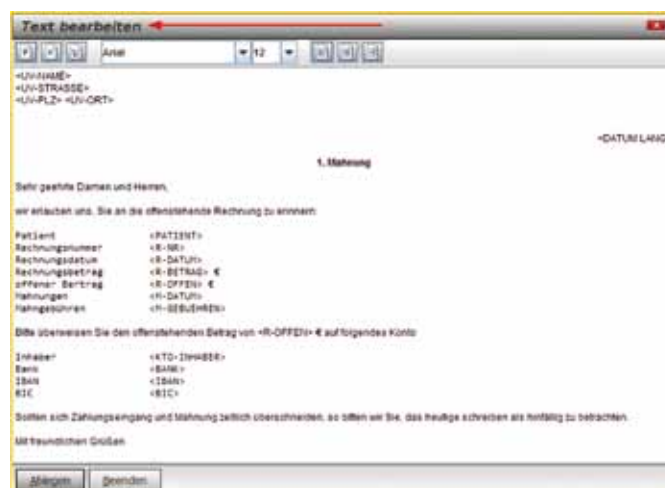 Text bearbeiten
Arial 12
<UV-NAME>
<UV-STRASSE>
<UV-PLZ> <UV-ORT>
<DATUM LANG
1. Mahnung
Sehr geehrte Damen und Herren,
wir erlauben uns, Sie an die offenstehende Rechnung zu erinnern:
Patient <PATIENT>
Rechnungsnummer <R-NR>
Rechnungsdatum <R-DATUM>
Rechnungsbetrag <R-BETRAG> €
offener Bertrag <R-OFFEN> €
Mahnungen <M-DATUM>
Mahngebühren <M-GEBUEHREN>
Bitte überweisen Sie den offenstehenden Betrag von <R-OFFEN> € auf folgendes Konto:
Inhaber <KTO-INHABER>
Bank <BANK>
IBAN <IBAN>
BIC <BIC>
Sollten sich Zahlungseingang und Mahnung zeitlich überschneiden, so bitten wir Sie, das heutige schreiben als hinfällig zu betrachten.
Mit freundlichen Grüßen
Ablegen Beenden